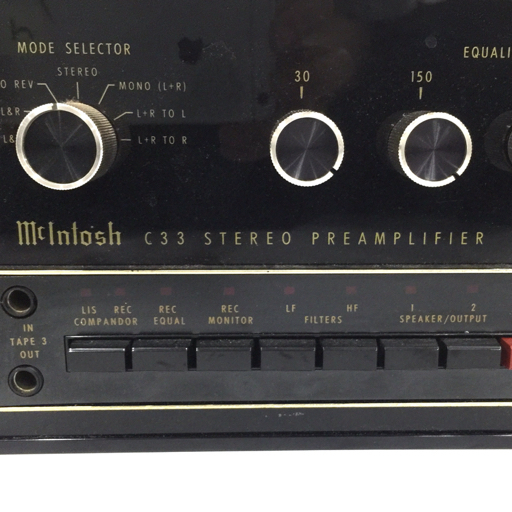 MODE SELECTOR
EQUALI
STEREO
O REV
MONO (L+R)
30
150
L&R
L+R TO L
L&
L+R TO R
McIntosh C33 STEREO PREAMPLIFIER
LIS REC
COMPANDOR
REC
EQUAL
REC
MONITOR
LF HF
FILTERS
1 2
SPEAKER/OUTPUT
IN
TAPE 3
OUT